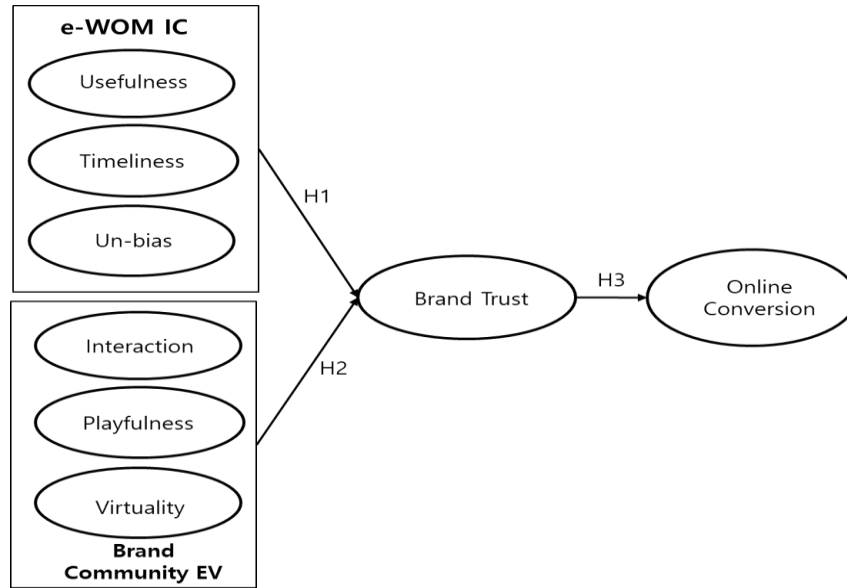 e-WOM IC
Usefulness
Timeliness
Un-bias
H1
Brand Trust
H3
Online
Conversion
Interaction
H2
Playfulness
Virtuality
Brand
Community EV